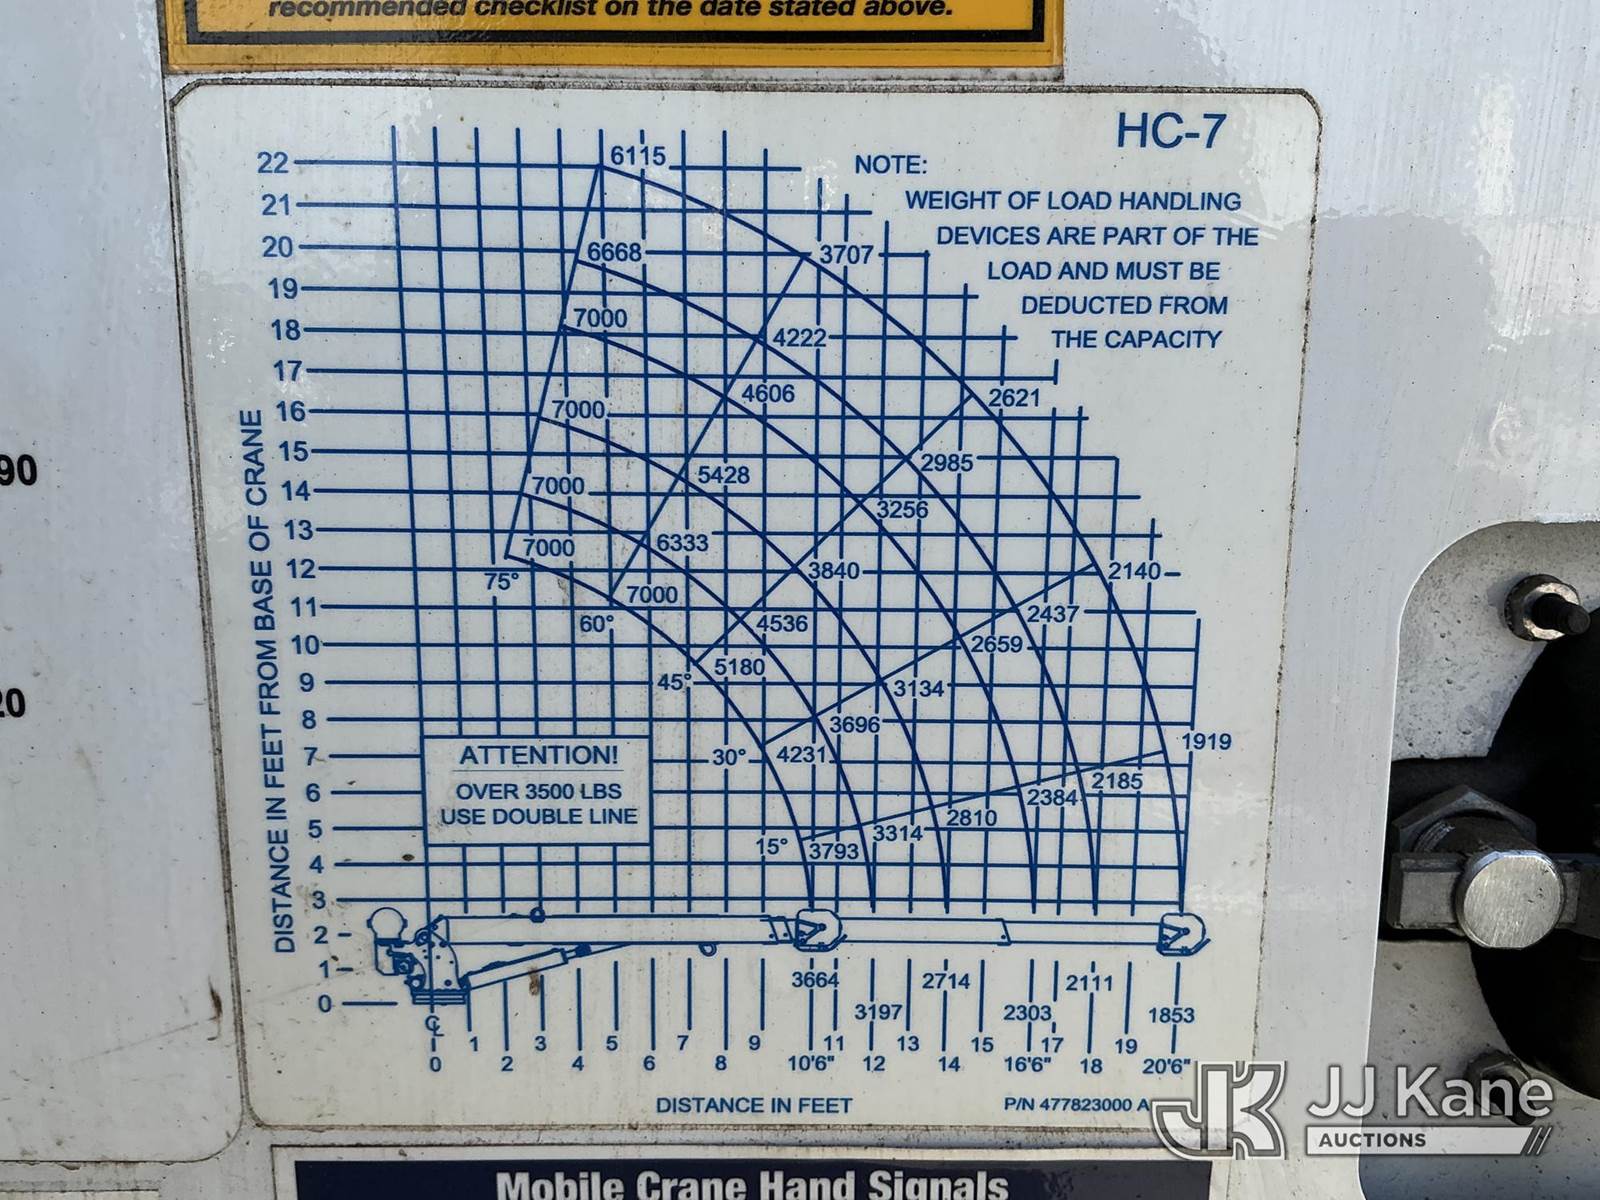 recommended checklist on the date stated above.
HC-7
NOTE:
WEIGHT OF LOAD HANDLING
DEVICES ARE PART OF THE
LOAD AND MUST BE
DEDUCTED FROM
THE CAPACITY
DISTANCE IN FEET FROM BASE OF CRANE
22
21
20
19
18
17
16
15
14
13
12
11
10
9
8
7
6
5
4
3
2
1
0
6115
6668
7000
7000
7000
7000
75°
3707
4222
4606
5428
6333
7000
60°
2621
2985
3256
3840
4536
5180
45°
2140
2437
2659
3134
3696
4231
30°
1919
2185
2384
2810
3314
3793
15°
ATTENTION!
OVER 3500 LBS
USE DOUBLE LINE
3664 2714 2111
3197 2303 1853
1 3 5 7 9 11 13 15 17 19
0 2 4 6 8 10'6" 12 14 16'6" 18 20'6"
DISTANCE IN FEET
P/N 477823000 A
90
20
Mobile Crane Hand Signals
JK JJ Kane
AUCTIONS